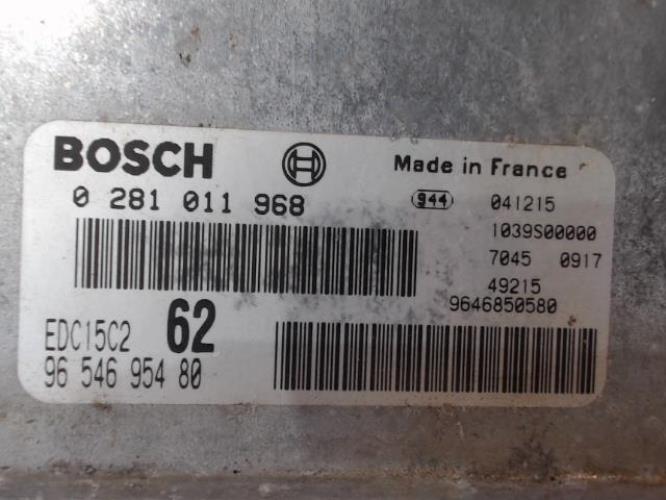 BOSCH
Made in France
0 281 011 968
944
041215
1039S00000
7045 0917
49215
9646850580
62
EDC15C2
96 546 954 80